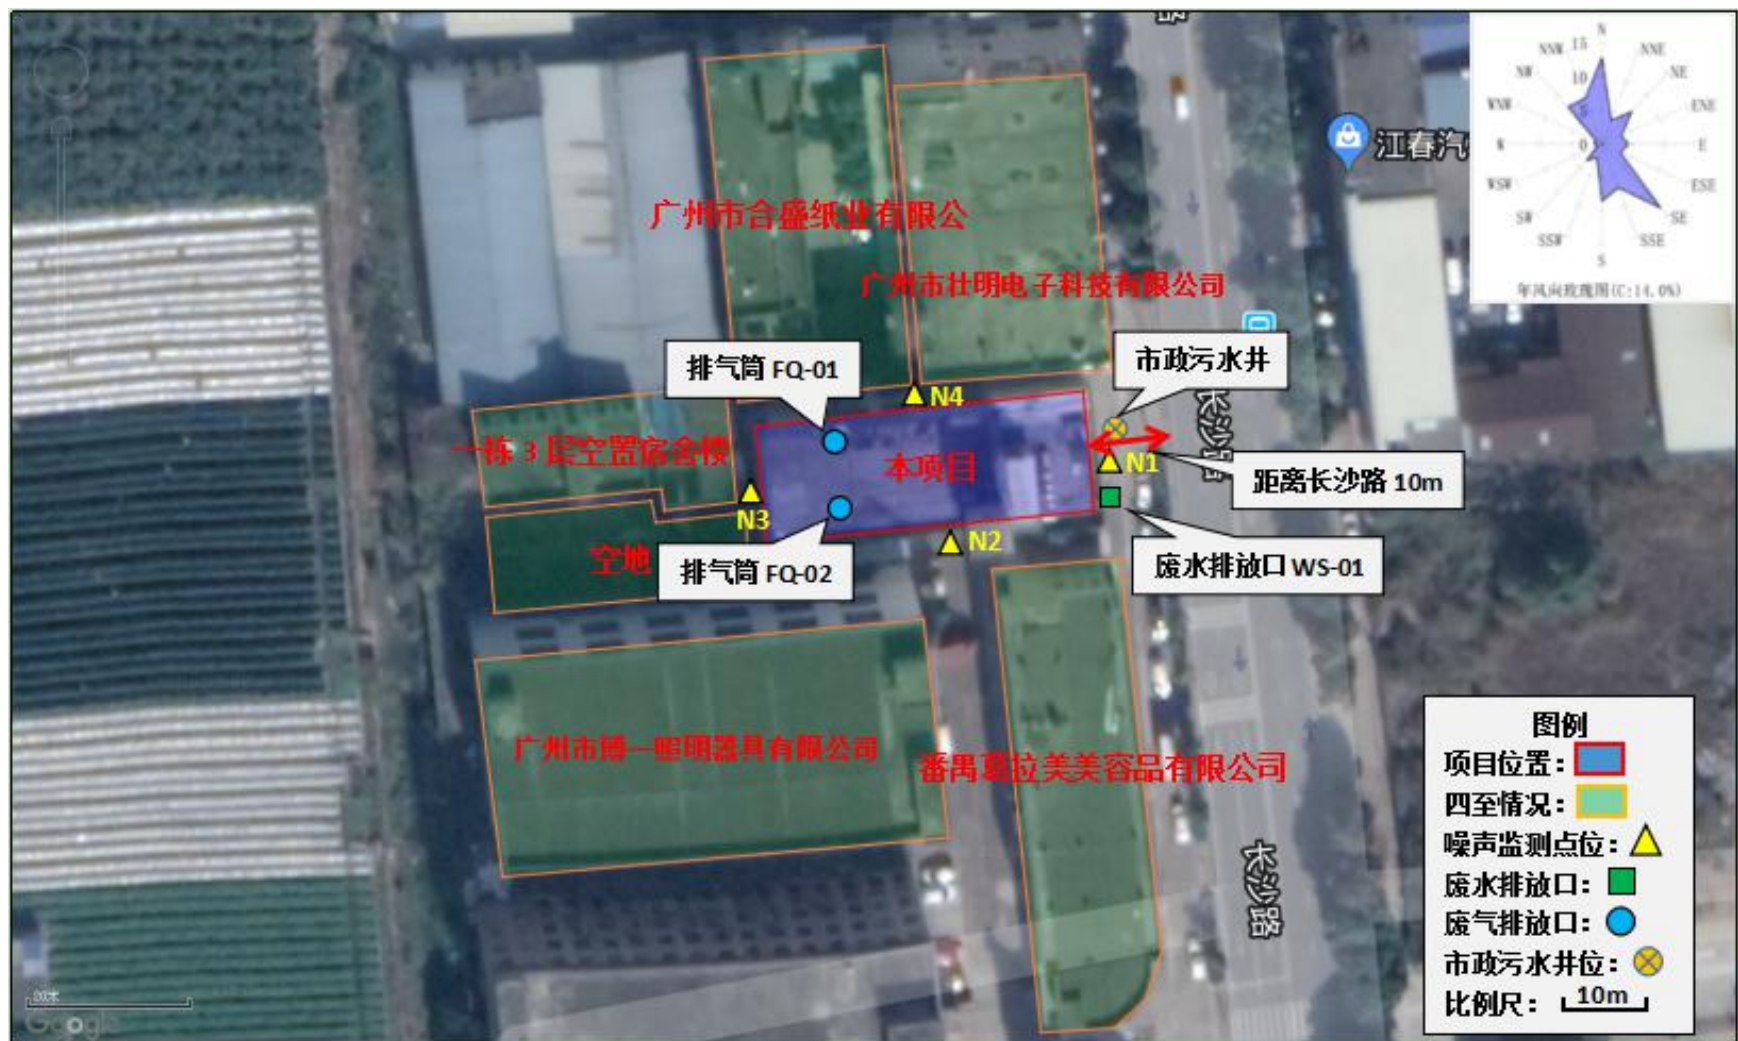 N
NNW
15
NNE
NW
10
NE
WNW
ENE
W
0
E
WSW
ESE
SW
SE
SSW
SSE
S
年风向玫瑰图(C:14.0%)
江春汽
广州市合盛纸业有限公
广州市壮明电子科技有限公司
市政污水井
排气筒 FQ-01
N4
长沙路
一栋 3 层空置宿舍楼
本项目
N1
距离长沙路 10m
N3
N2
空地
排气筒 FQ-02
废水排放口 WS-01
广州市博一照明器具有限公司
番禺葛拉美美容品有限公司
长沙路
图例
项目位置：
四至情况：
噪声监测点位：
废水排放口：
废气排放口：
市政污水井位：
比例尺： 10m
Google